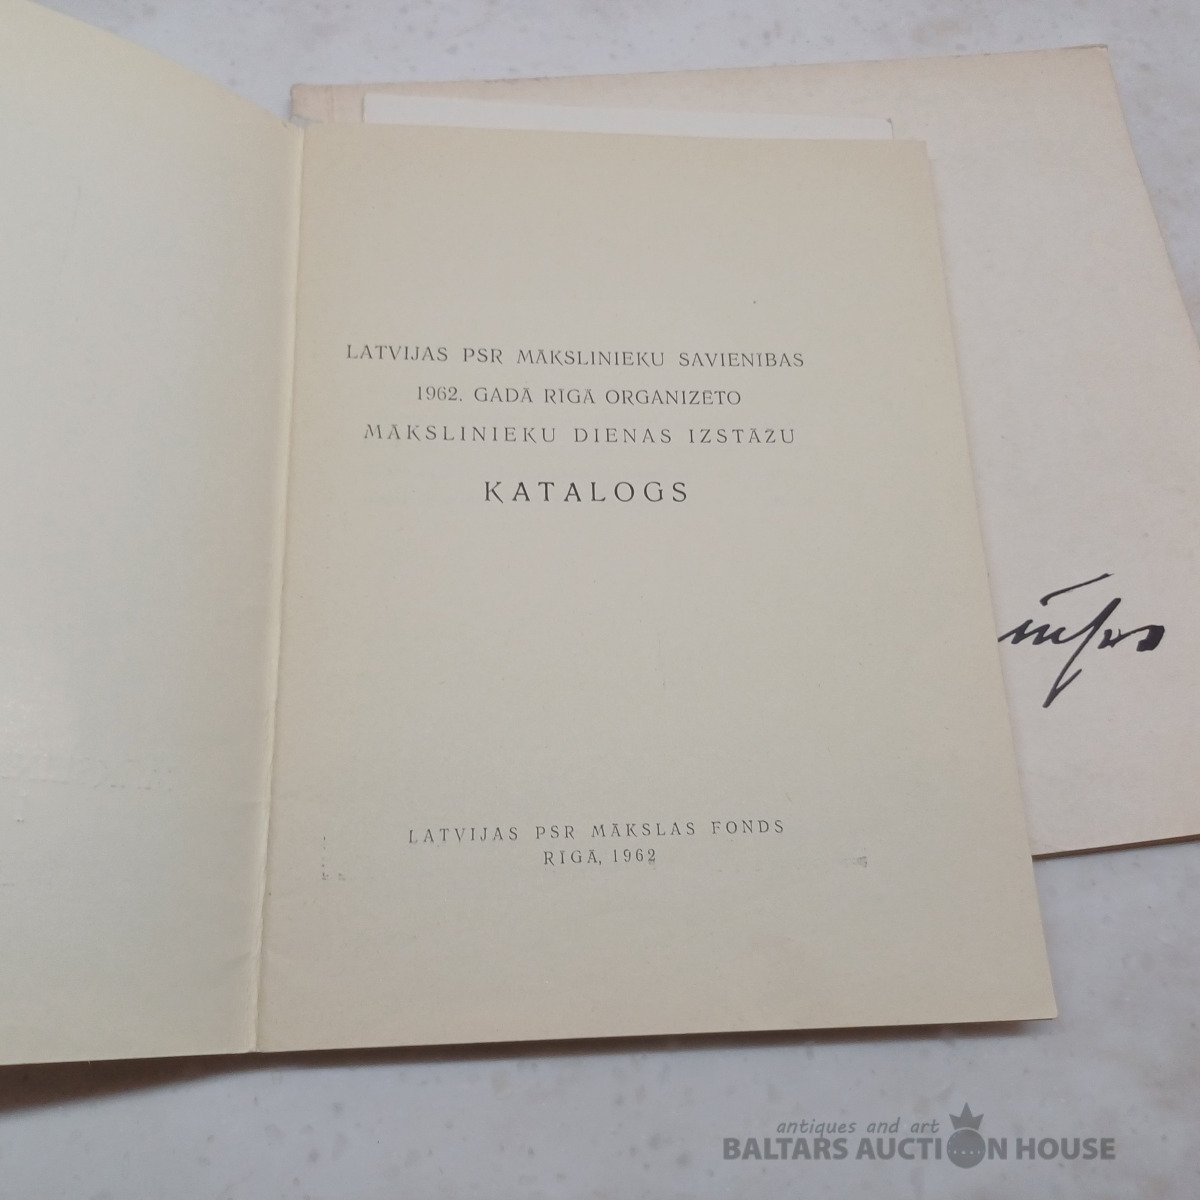 LATVIJAS PSR MĀKSLINIEKU SAVIENĪBAS
1962. GADĀ RĪGĀ ORGANIZĒTO
MĀKSLINIEKU DIENAS IZSTĀŽU
KATALOGS
LATVIJAS PSR MĀKSLAS FONDS
RĪGĀ, 1962
antiques and art
BALTARS AUCTION HOUSE